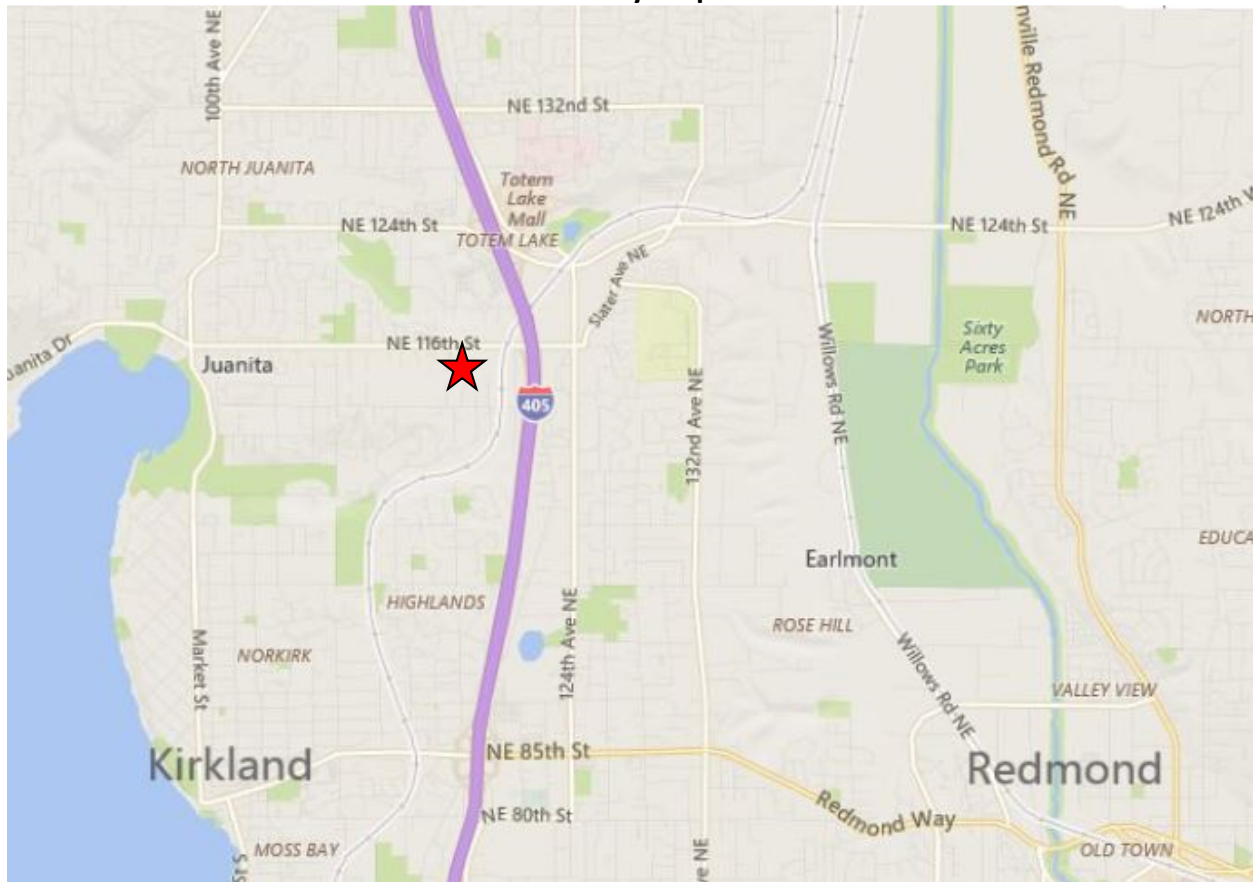 100th Ave NE
NE 132nd St
NORTH JUANITA
Totem
Lake
Mall
TOTEM LAKE
NE 124th St
NE 124th St
NE 124th
Redmond Rd NE
Slater Ave NE
NE 116th St
Juanita
Juanita Dr
405
Sixty
Acres
Park
NORTH
Willows Rd NE
132nd Ave NE
EDUCA
Earlmont
HIGHLANDS
124th Ave NE
ROSE HILL
NORKIRK
Market St
Willows Rd NE
VALLEY VIEW
Kirkland
NE 85th St
Redmond
NE 80th St
Redmond Way
MOSS BAY
OLD TOWN